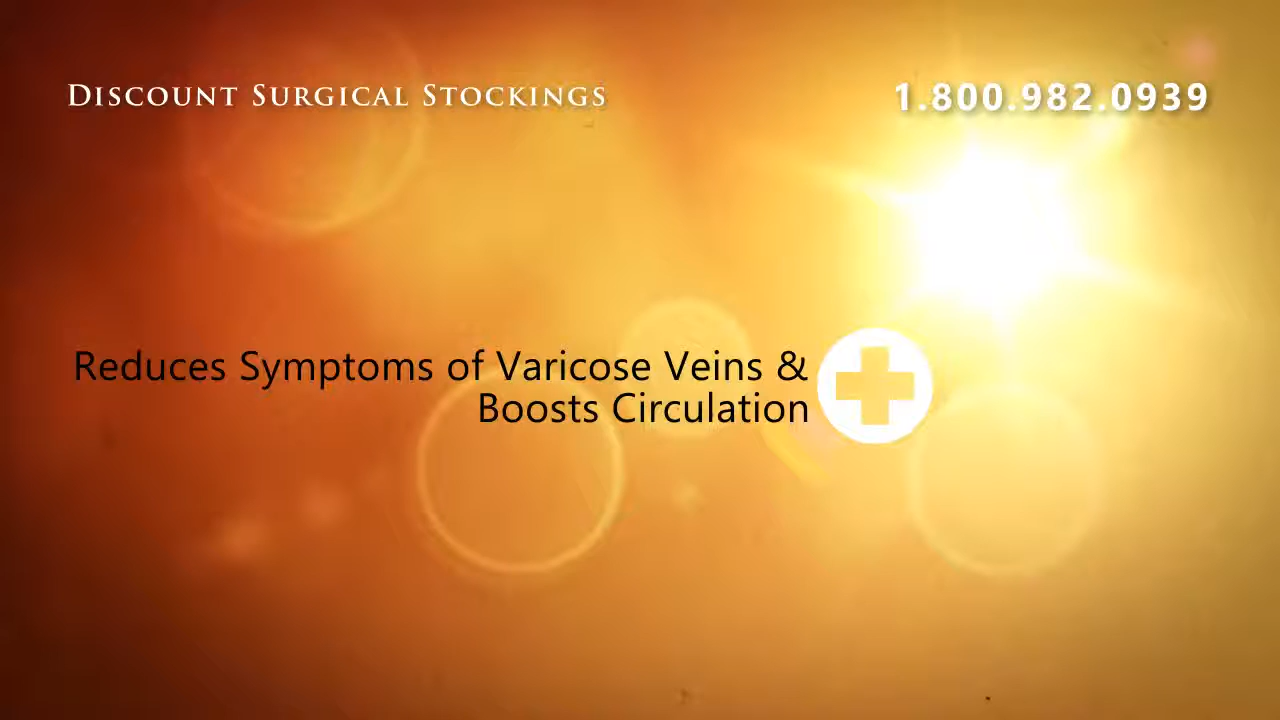 Discount Surgical Stockings
1.800.982.0939
Reduces Symptoms of Varicose Veins &
Boosts Circulation